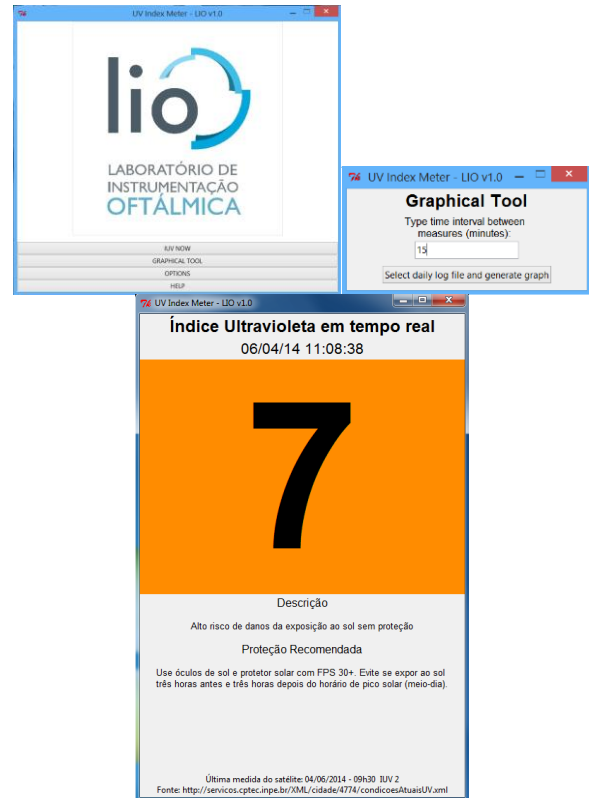 UV Index Meter - LIO v1.0
lio
LABORATÓRIO DE
INSTRUMENTAÇÃO
OFTÁLMICA
IUV NOW
GRAPHICAL TOOL
OPTIONS
HELP
UV Index Meter - LIO v1.0
Graphical Tool
Type time interval between
measures (minutes):
15
Select daily log file and generate graph
UV Index Meter - LIO v1.0
Índice Ultravioleta em tempo real
06/04/14 11:08:38
7
Descrição
Alto risco de danos da exposição ao sol sem proteção
Proteção Recomendada
Use óculos de sol e protetor solar com FPS 30+. Evite se expor ao sol
três horas antes e três horas depois do horário de pico solar (meio-dia).
Última medida do satélite: 04/06/2014 - 09h30 IUV 2
Fonte: http://servicos.cptec.inpe.br/XML/cidade/4774/condicoesAtuaisUV.xml